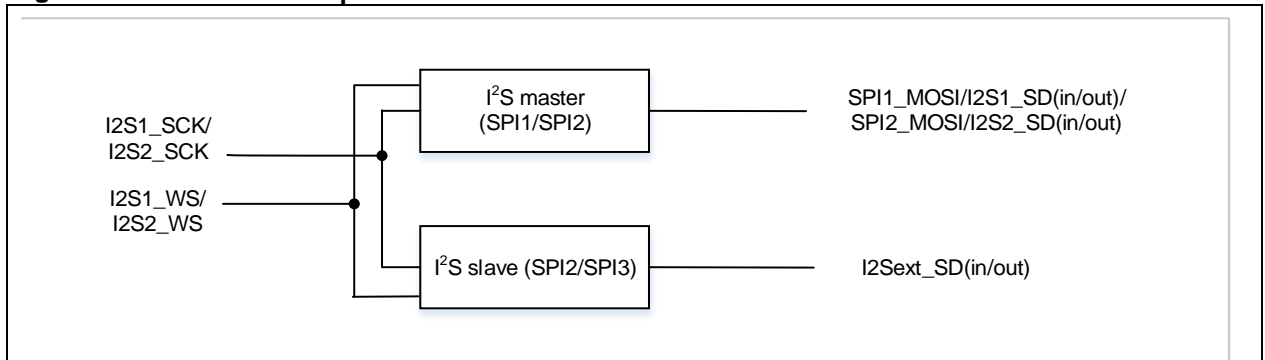 I2S1_SCK/
I2S2_SCK
I2S1_WS/
I2S2_WS
I²S master
(SPI1/SPI2)
I²S slave (SPI2/SPI3)
SPI1_MOSI/I2S1_SD(in/out)/
SPI2_MOSI/I2S2_SD(in/out)
I2Sext_SD(in/out)